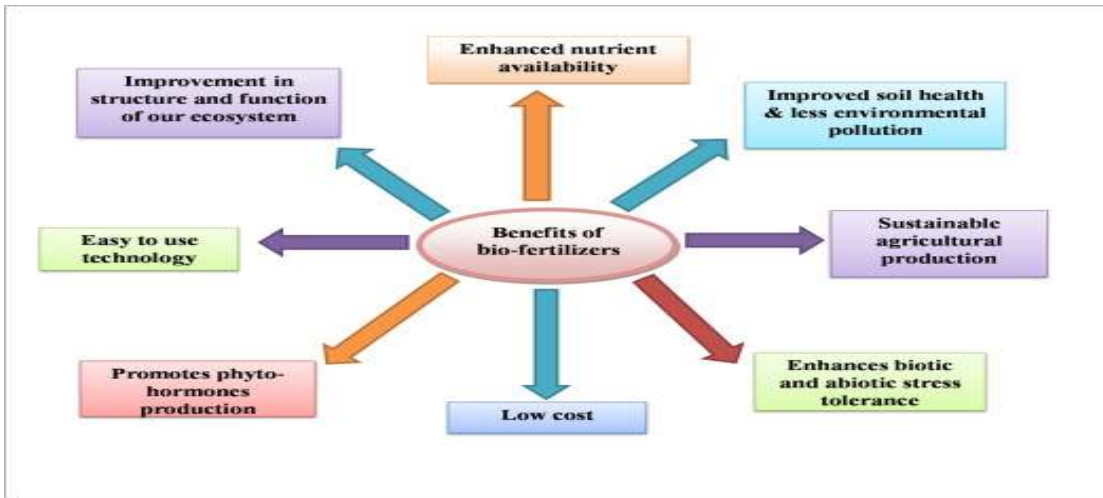 Enhanced nutrient
availability
Improvement in
structure and function
of our ecosystem
Improved soil health
& less environmental
pollution
Benefits of
bio-fertilizers
Easy to use
technology
Sustainable
agricultural
production
Promotes phyto-
hormones
production
Low cost
Enhances biotic
and abiotic stress
tolerance